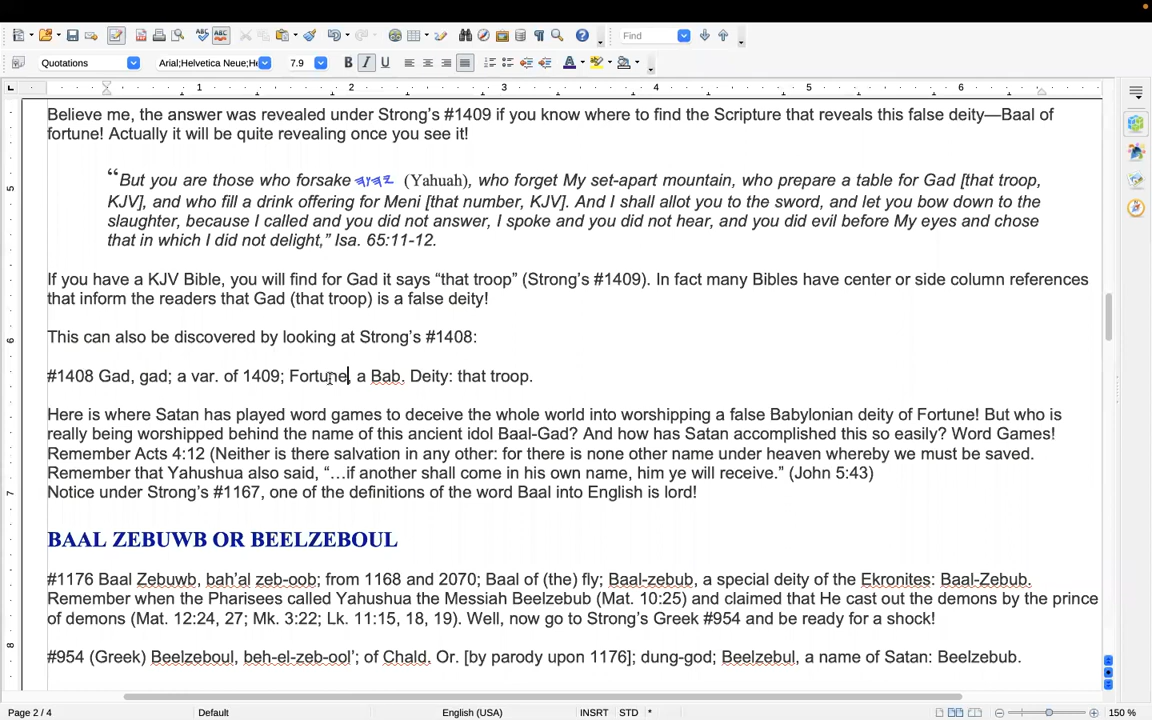 Quotations Arial;Helvetica Neue;He 7.9 Find
1 2 3 4 5 6
Believe me, the answer was revealed under Strong’s #1409 if you know where to find the Scripture that reveals this false deity—Baal of
fortune! Actually it will be quite revealing once you see it!
“But you are those who forsake 𐤉𐤄𐤅𐤄 (Yahuah), who forget My set-apart mountain, who prepare a table for Gad [that troop,
KJV], and who fill a drink offering for Meni [that number, KJV]. And I shall allot you to the sword, and let you bow down to the
slaughter, because I called and you did not answer, I spoke and you did not hear, and you did evil before My eyes and chose
that in which I did not delight,” Isa. 65:11-12.
If you have a KJV Bible, you will find for Gad it says “that troop” (Strong’s #1409). In fact many Bibles have center or side column references
that inform the readers that Gad (that troop) is a false deity!
This can also be discovered by looking at Strong’s #1408:
#1408 Gad, gad; a var. of 1409; Fortune, a Bab. Deity: that troop.
Here is where Satan has played word games to deceive the whole world into worshipping a false Babylonian deity of Fortune! But who is
really being worshipped behind the name of this ancient idol Baal-Gad? And how has Satan accomplished this so easily? Word Games!
Remember Acts 4:12 (Neither is there salvation in any other: for there is none other name under heaven whereby we must be saved.
Remember that Yahushua also said, “…if another shall come in his own name, him ye will receive.” (John 5:43)
Notice under Strong’s #1167, one of the definitions of the word Baal into English is lord!
BAAL ZEBUWB OR BEELZEBOUL
#1176 Baal Zebuwb, bah’al zeb-oob; from 1168 and 2070; Baal of (the) fly; Baal-zebub, a special deity of the Ekronites: Baal-Zebub.
Remember when the Pharisees called Yahushua the Messiah Beelzebub (Mat. 10:25) and claimed that He cast out the demons by the prince
of demons (Mat. 12:24, 27; Mk. 3:22; Lk. 11:15, 18, 19). Well, now go to Strong’s Greek #954 and be ready for a shock!
#954 (Greek) Beelzeboul, beh-el-zeb-ool’; of Chald. Or. [by parody upon 1176]; dung-god; Beelzebul, a name of Satan: Beelzebub.
Page 2 / 4 Default English (USA) INSRT STD * 150 %